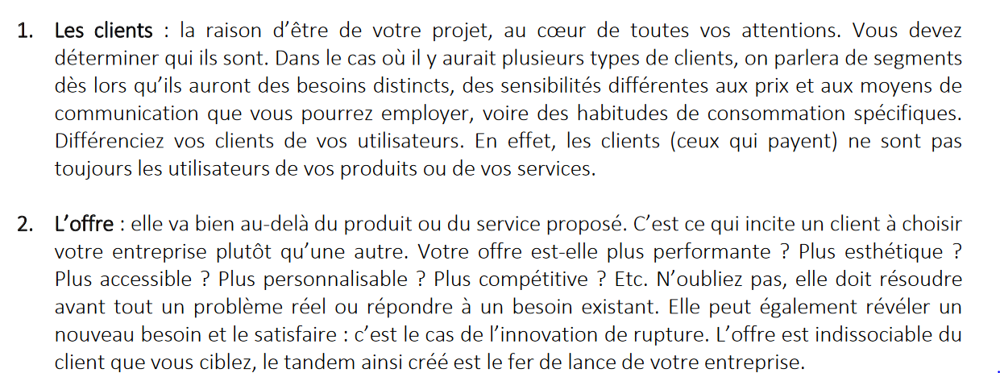 1. Les clients : la raison d’être de votre projet, au cœur de toutes vos attentions. Vous devez
déterminer qui ils sont. Dans le cas où il y aurait plusieurs types de clients, on parlera de segments
dès lors qu’ils auront des besoins distincts, des sensibilités différentes aux prix et aux moyens de
communication que vous pourrez employer, voire des habitudes de consommation spécifiques.
Différenciez vos clients de vos utilisateurs. En effet, les clients (ceux qui payent) ne sont pas
toujours les utilisateurs de vos produits ou de vos services.
2. L’offre : elle va bien au-delà du produit ou du service proposé. C’est ce qui incite un client à choisir
votre entreprise plutôt qu’une autre. Votre offre est-elle plus performante ? Plus esthétique ?
Plus accessible ? Plus personnalisable ? Plus compétitive ? Etc. N’oubliez pas, elle doit résoudre
avant tout un problème réel ou répondre à un besoin existant. Elle peut également révéler un
nouveau besoin et le satisfaire : c’est le cas de l’innovation de rupture. L’offre est indissociable du
client que vous ciblez, le tandem ainsi créé est le fer de lance de votre entreprise.